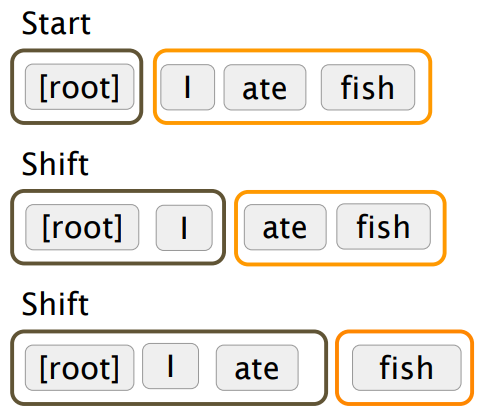 Start
[root] I ate fish
Shift
[root] I ate fish
Shift
[root] I ate fish